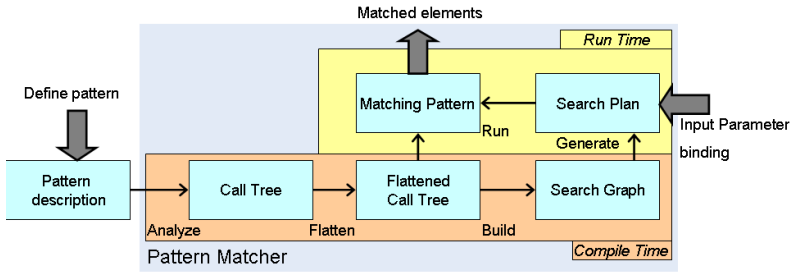 Matched elements
Run Time
Define pattern
Matching Pattern
Search Plan
Run
Input Parameter
binding
Generate
Pattern
description
Call Tree
Flattened
Call Tree
Search Graph
Analyze
Flatten
Build
Compile Time
Pattern Matcher